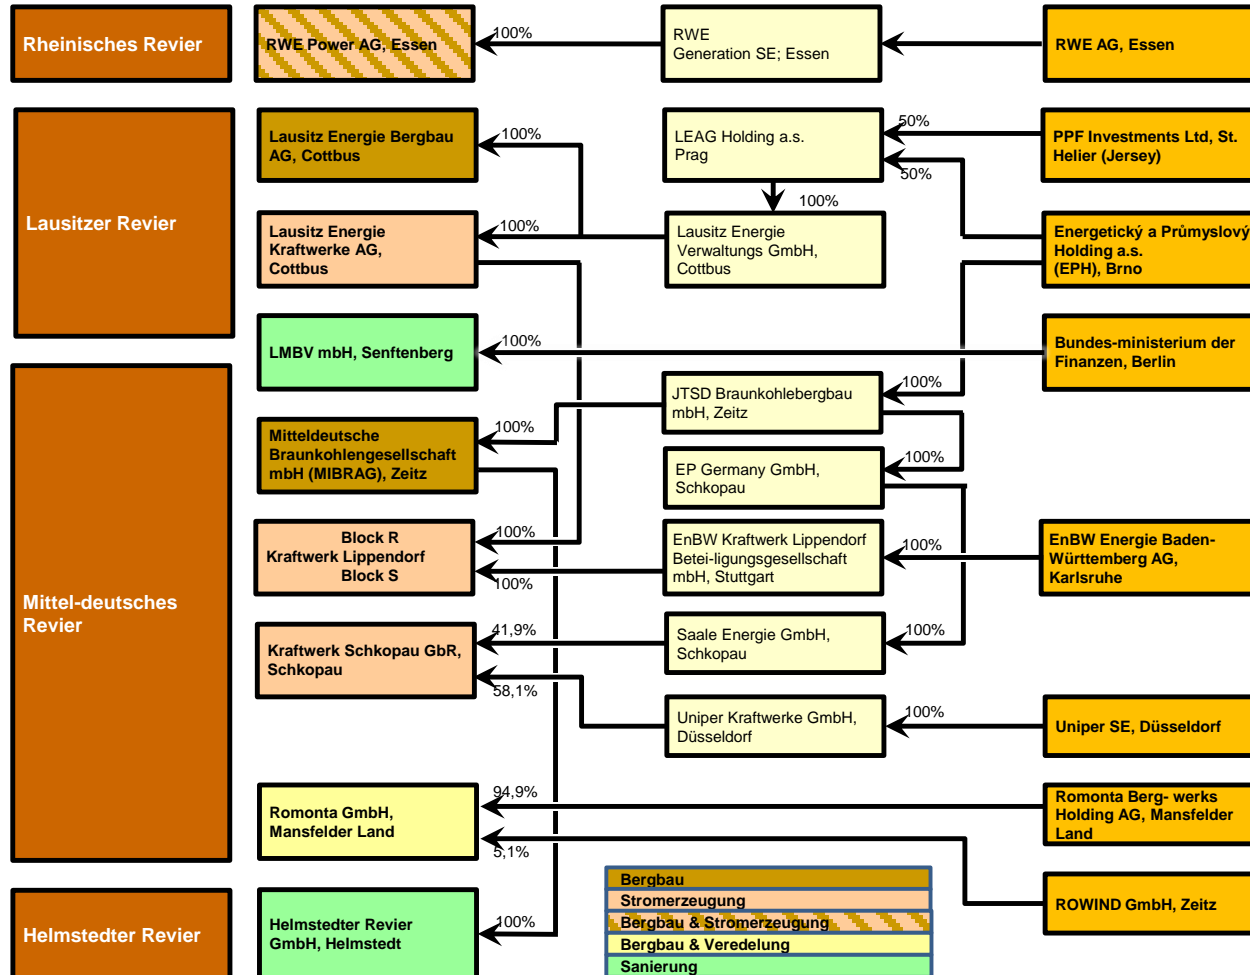 Rheinisches Revier
RWE Power AG, Essen
100%
RWE
Generation SE; Essen
RWE AG, Essen
Lausitzer Revier
Lausitz Energie Bergbau
AG, Cottbus
100%
LEAG Holding a.s.
Prag
50%
50%
PPF Investments Ltd, St.
Helier (Jersey)
100%
Lausitz Energie
Kraftwerke AG,
Cottbus
100%
Lausitz Energie
Verwaltungs GmbH,
Cottbus
Energetický a Průmyslový
Holding a.s.
(EPH), Brno
LMBV mbH, Senftenberg
100%
Bundes-ministerium der
Finanzen, Berlin
Mittel-deutsches
Revier
JTSD Braunkohlebergbau
mbH, Zeitz
100%
Mitteldeutsche
Braunkohlengesellschaft
mbH (MIBRAG), Zeitz
100%
EP Germany GmbH,
Schkopau
100%
Block R
Kraftwerk Lippendorf
Block S
100%
100%
EnBW Kraftwerk Lippendorf
Betei-ligungsgesellschaft
mbH, Stuttgart
100%
EnBW Energie Baden-
Württemberg AG,
Karlsruhe
Kraftwerk Schkopau GbR,
Schkopau
41,9%
58,1%
Saale Energie GmbH,
Schkopau
100%
Uniper Kraftwerke GmbH,
Düsseldorf
100%
Uniper SE, Düsseldorf
Romonta GmbH,
Mansfelder Land
94,9%
5,1%
Romonta Berg- werks
Holding AG, Mansfelder
Land
ROWIND GmbH, Zeitz
Helmstedter Revier
Helmstedter Revier
GmbH, Helmstedt
100%
Bergbau
Stromerzeugung
Bergbau & Stromerzeugung
Bergbau & Veredelung
Sanierung